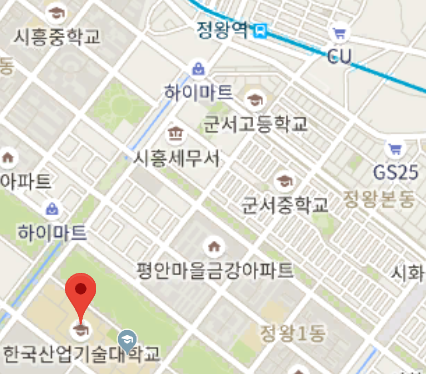 정왕역
시흥중학교
CU
동
하이마트
군서고등학교
시흥세무서
GS25
아파트
정왕본동
군서중학교
하이마트
평안마을금강아파트
시화
정왕1동
한국산업기술대학교